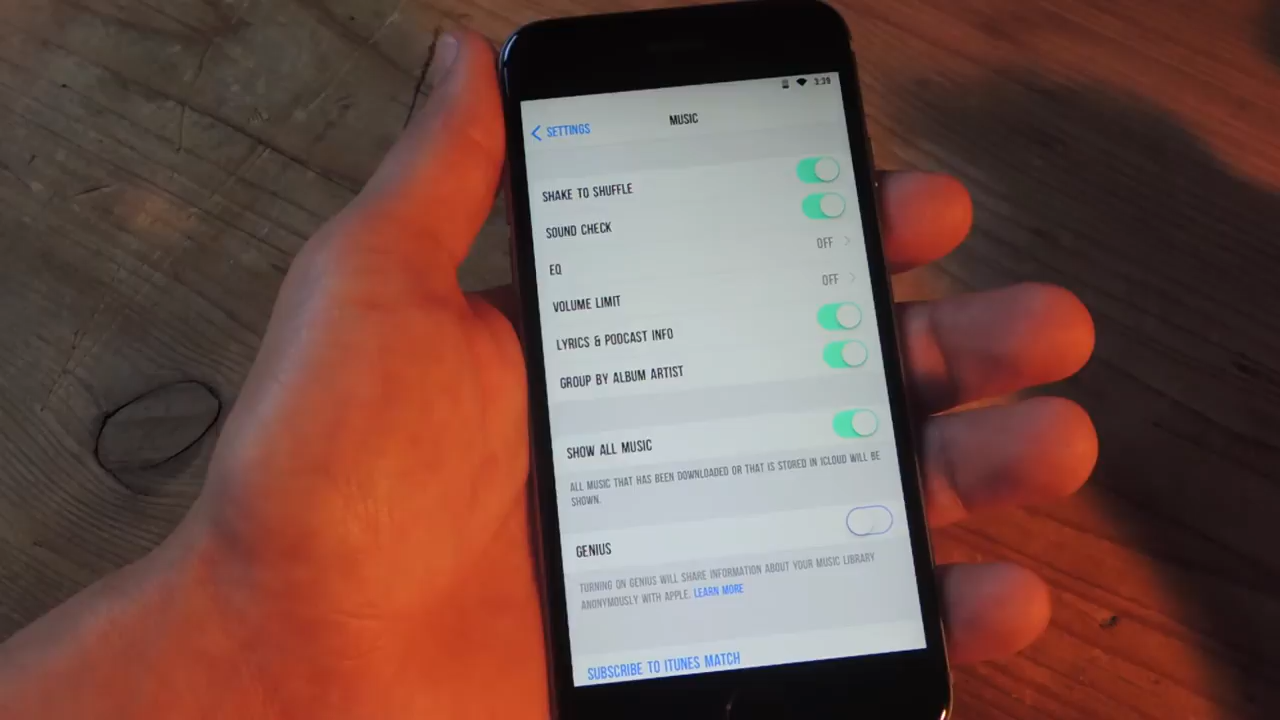 3:39
SETTINGS
MUSIC
SHAKE TO SHUFFLE
SOUND CHECK
EQ
OFF
VOLUME LIMIT
OFF
LYRICS & PODCAST INFO
GROUP BY ALBUM ARTIST
SHOW ALL MUSIC
ALL MUSIC THAT HAS BEEN DOWNLOADED OR THAT IS STORED IN ICLOUD WILL BE
SHOWN.
GENIUS
TURNING ON GENIUS WILL SHARE INFORMATION ABOUT YOUR MUSIC LIBRARY
ANONYMOUSLY WITH APPLE. LEARN MORE
SUBSCRIBE TO ITUNES MATCH